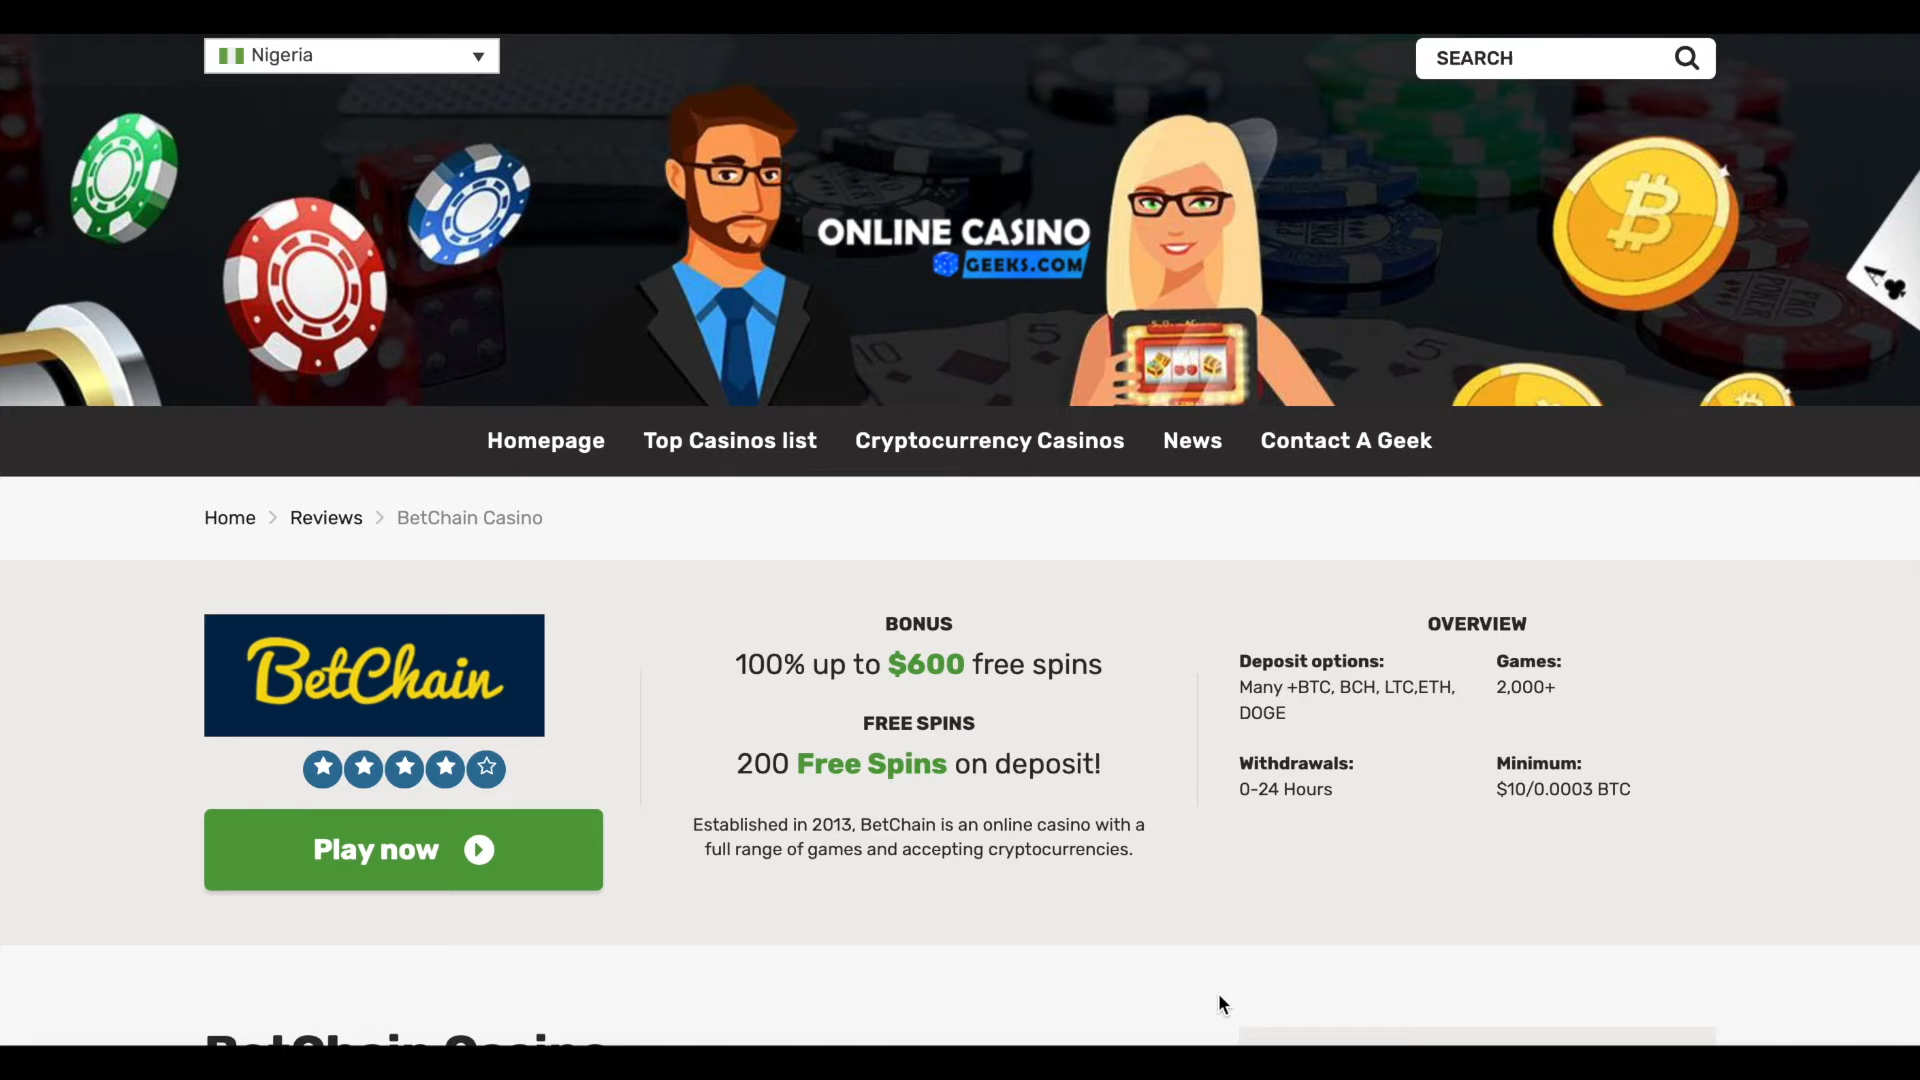 Nigeria
SEARCH
ONLINE CASINO
GEEKS.COM
Homepage
Top Casinos list
Cryptocurrency Casinos
News
Contact A Geek
Home
Reviews
BetChain Casino
BetChain
Play now
BONUS
100% up to $600 free spins
FREE SPINS
200 Free Spins on deposit!
Established in 2013, BetChain is an online casino with a
full range of games and accepting cryptocurrencies.
OVERVIEW
Deposit options:
Many +BTC, BCH, LTC,ETH,
DOGE
Games:
2,000+
Withdrawals:
0-24 Hours
Minimum:
$10/0.0003 BTC
BetChain Casino